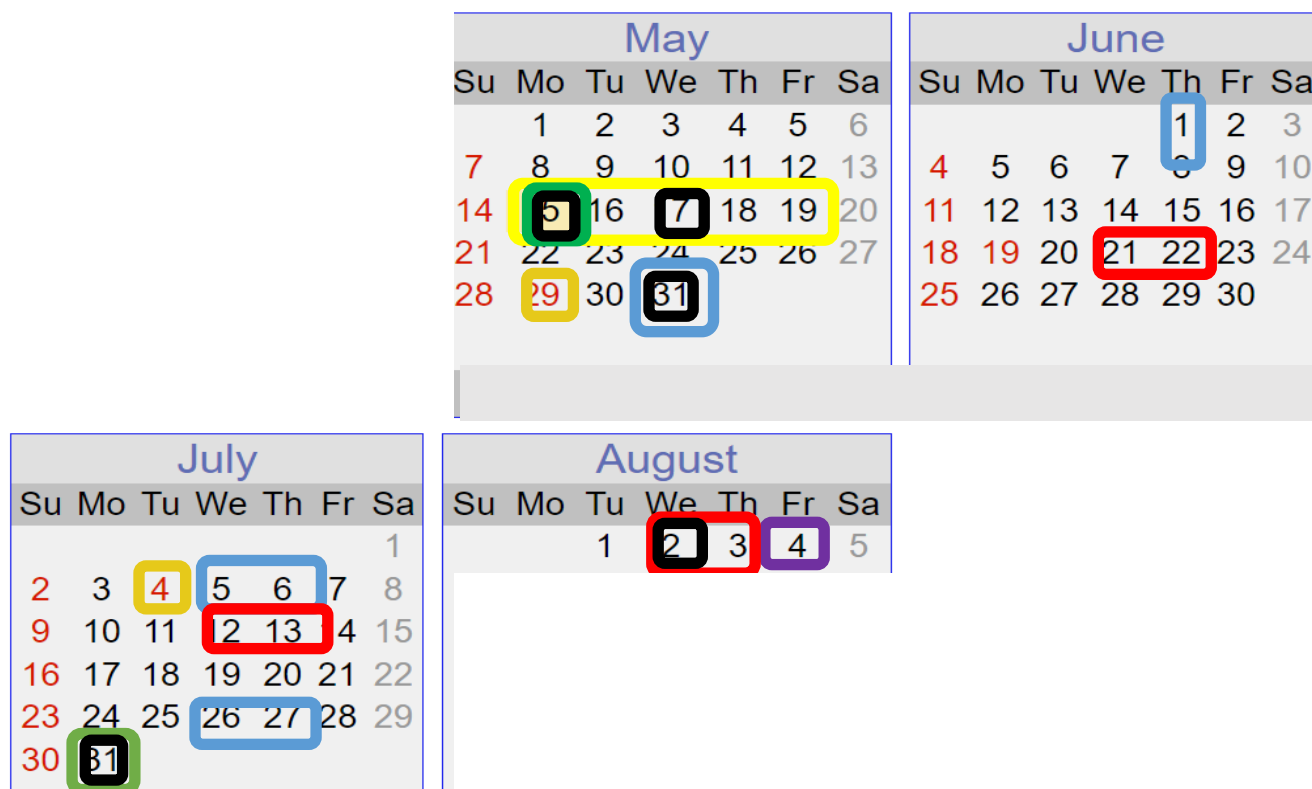 May
Su Mo Tu We Th Fr Sa
1 2 3 4 5 6
7 8 9 10 11 12 13
14 5 16 7 18 19 20
21 22 23 24 25 26 27
28 29 30 31
June
Su Mo Tu We Th Fr Sa
1 2 3
4 5 6 7 8 9 10
11 12 13 14 15 16 17
18 19 20 21 22 23 24
25 26 27 28 29 30
July
Su Mo Tu We Th Fr Sa
1
2 3 4 5 6 7 8
9 10 11 12 13 4 15
16 17 18 19 20 21 22
23 24 25 26 27 28 29
30 31
August
Su Mo Tu We Th Fr Sa
1 2 3 4 5